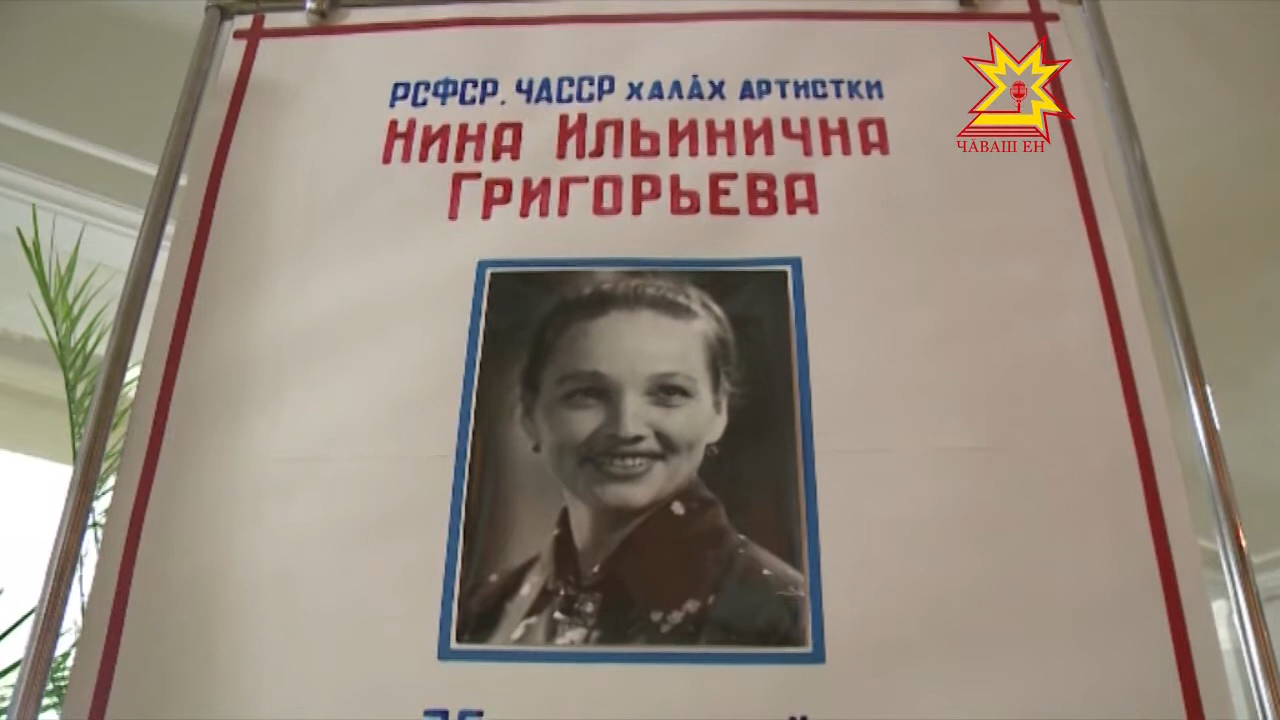 РСФСР, ЧАССР ХАЛӐХ АРТИСТКИ
НИНА ИЛЬИНИЧНА
ГРИГОРЬЕВА
ЧӐВАШ ЕН